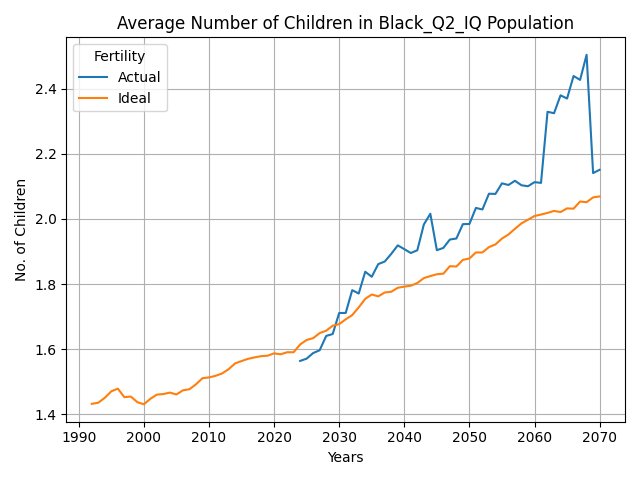 Average Number of Children in Black_Q2_IQ Population
Fertility
Actual
Ideal
No. of Children
2.4
2.2
2.0
1.8
1.6
1.4
1990 2000 2010 2020 2030 2040 2050 2060 2070
Years